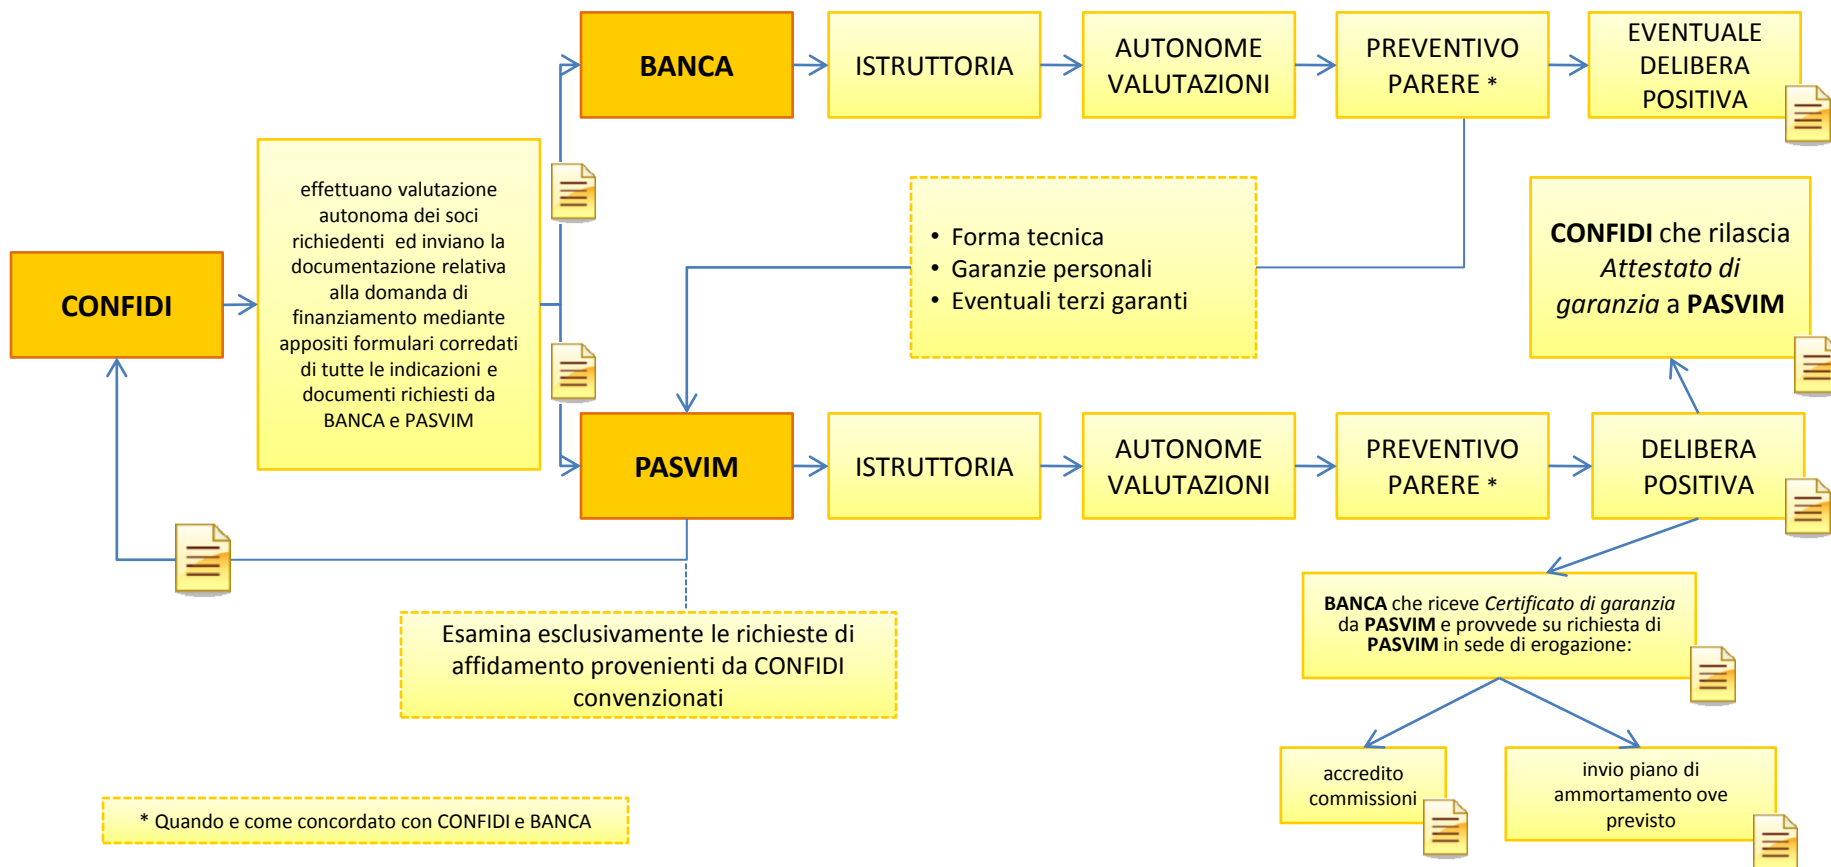 BANCA
ISTRUTTORIA
AUTONOME
VALUTAZIONI
PREVENTIVO
PARERE *
EVENTUALE
DELIBERA
POSITIVA
effettuano valutazione
autonoma dei soci
richiedenti ed inviano la
documentazione relativa
alla domanda di
finanziamento mediante
appositi formulari corredati
di tutte le indicazioni e
documenti richiesti da
BANCA e PASVIM
• Forma tecnica
• Garanzie personali
• Eventuali terzi garanti
CONFIDI che rilascia
Attestato di
garanzia a PASVIM
CONFIDI
PASVIM
ISTRUTTORIA
AUTONOME
VALUTAZIONI
PREVENTIVO
PARERE *
DELIBERA
POSITIVA
Esamina esclusivamente le richieste di
affidamento provenienti da CONFIDI
convenzionati
BANCA che riceve Certificato di garanzia
da PASVIM e provvede su richiesta di
PASVIM in sede di erogazione:
accredito
commissioni
invio piano di
ammortamento ove
previsto
* Quando e come concordato con CONFIDI e BANCA